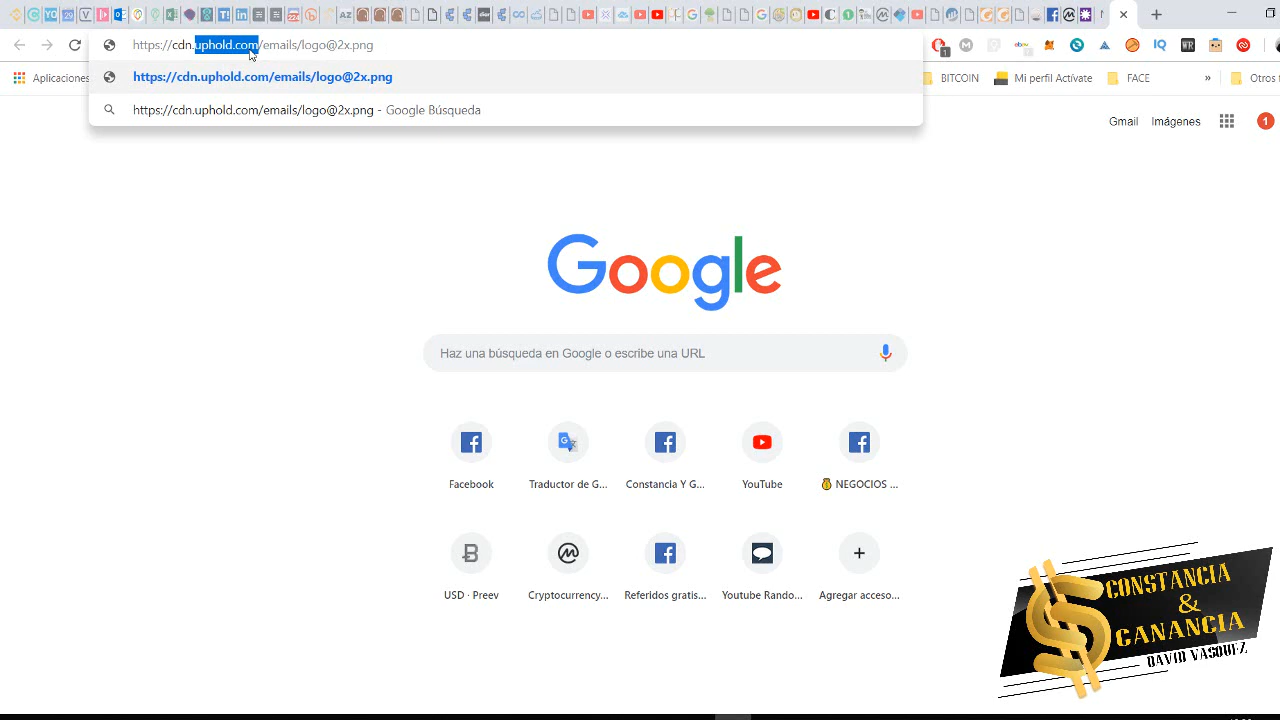 https://cdn.uphold.com/emails/logo@2x.png
https://cdn.uphold.com/emails/logo@2x.png
https://cdn.uphold.com/emails/logo@2x.png - Google Búsqueda
Aplicaciones
BITCOIN
Mi perfil Actívate
FACE
»
Otros f
Gmail
Imágenes
1
Google
Haz una búsqueda en Google o escribe una URL
Facebook
Traductor de G...
Constancia Y G...
YouTube
NEGOCIOS ...
USD · Preev
Cryptocurrency...
Referidos gratis...
Youtube Rando...
Agregar acceso...
CONSTANCIA
&
GANANCIA
DAVID VASQUEZ